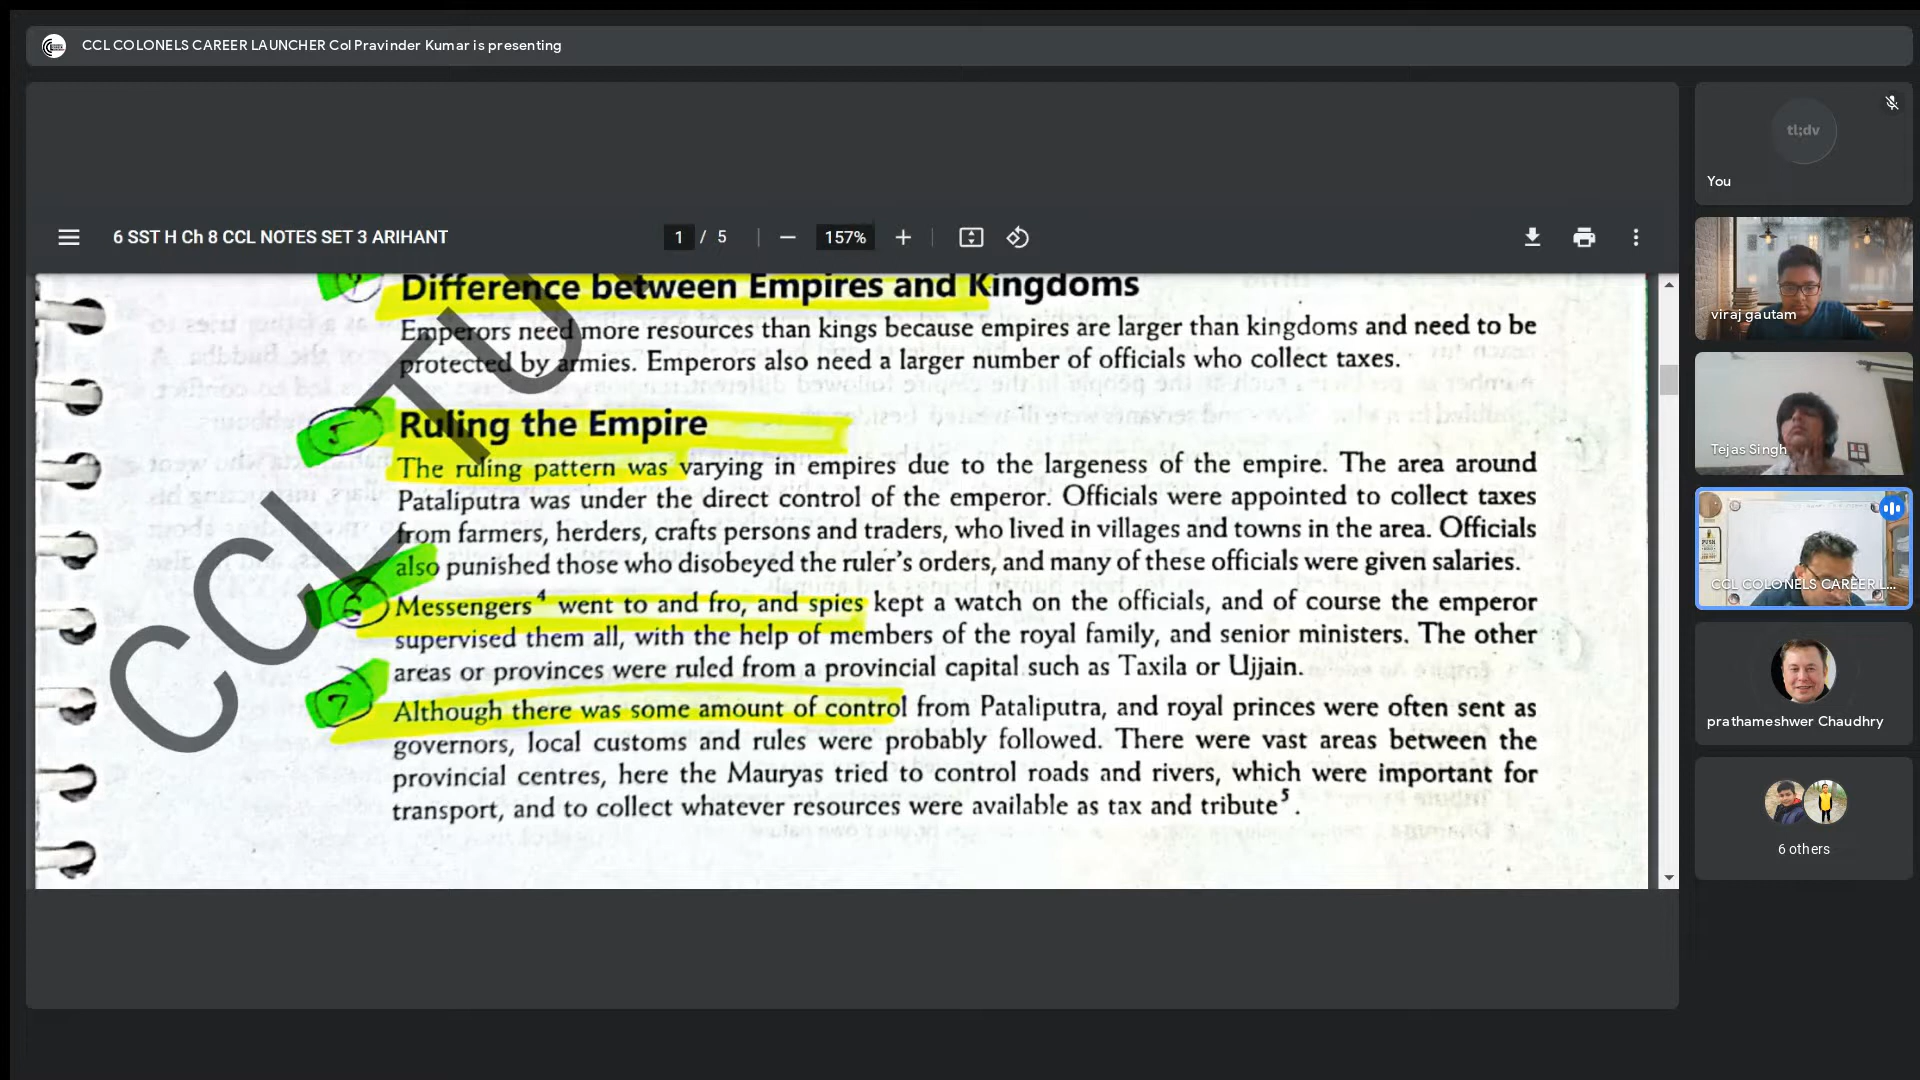 CCL COLONELS CAREER LAUNCHER Col Pravinder Kumar is presenting
6 SST H Ch 8 CCL NOTES SET 3 ARIHANT
1 / 5
157%
Difference between Empires and Kingdoms
Emperors need more resources than kings because empires are larger than kingdoms and need to be
protected by armies. Emperors also need a larger number of officials who collect taxes.
5
Ruling the Empire
The ruling pattern was varying in empires due to the largeness of the empire. The area around
Pataliputra was under the direct control of the emperor. Officials were appointed to collect taxes
from farmers, herders, crafts persons and traders, who lived in villages and towns in the area. Officials
also punished those who disobeyed the ruler's orders, and many of these officials were given salaries.
6
Messengers4 went to and fro, and spies kept a watch on the officials, and of course the emperor
supervised them all, with the help of members of the royal family, and senior ministers. The other
areas or provinces were ruled from a provincial capital such as Taxila or Ujjain.
7
Although there was some amount of control from Pataliputra, and royal princes were often sent as
governors, local customs and rules were probably followed. There were vast areas between the
provincial centres, here the Mauryas tried to control roads and rivers, which were important for
transport, and to collect whatever resources were available as tax and tribute5.
CCL TU
tl;dv
You
viraj gautam
Tejas Singh
CCL COLONELS CAREER L...
prathameshwer Chaudhry
6 others